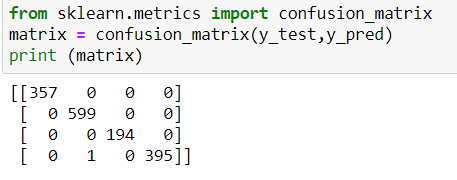 from sklearn.metrics import confusion_matrix
matrix = confusion_matrix(y_test,y_pred)
print (matrix)
[[357   0   0   0]
 [  0 599   0   0]
 [  0   0 194   0]
 [  0   1   0 395]]